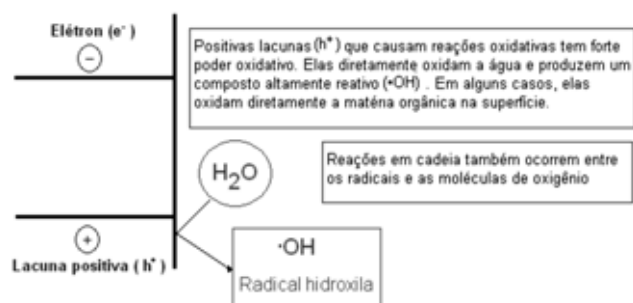 Elétron (e⁻)
−
Positivas lacunas (h⁺) que causam reações oxidativas tem forte
poder oxidativo. Elas diretamente oxidam a água e produzem um
composto altamente reativo (•OH) . Em alguns casos, elas
oxidam diretamente a maténa orgânica na superfície.
H₂O
Reações em cadeia também ocorrem entre
os radicais e as moléculas de oxigênio
+
Lacuna positiva ( h⁺)
·OH
Radical hidroxila